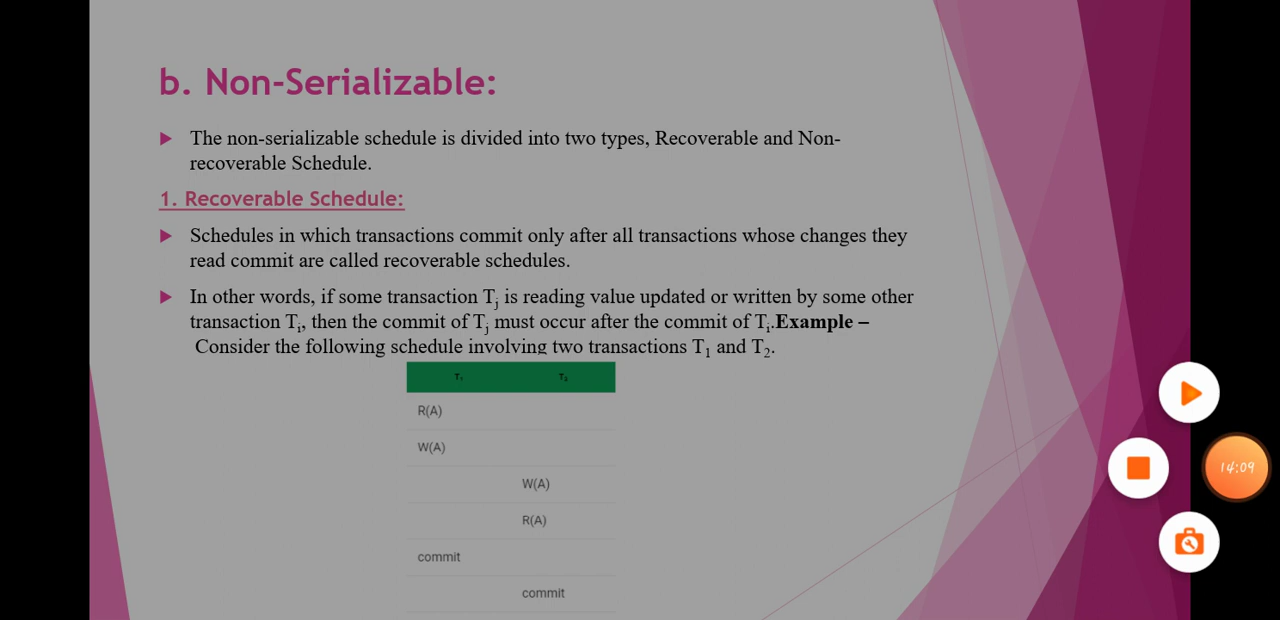 b. Non-Serializable:
The non-serializable schedule is divided into two types, Recoverable and Non-
recoverable Schedule.
1. Recoverable Schedule:
Schedules in which transactions commit only after all transactions whose changes they
read commit are called recoverable schedules.
In other words, if some transaction Tj is reading value updated or written by some other
transaction Ti, then the commit of Tj must occur after the commit of Ti.Example –
Consider the following schedule involving two transactions T1 and T2.
T1 T2
R(A)
W(A)
W(A)
R(A)
commit
commit
14:09